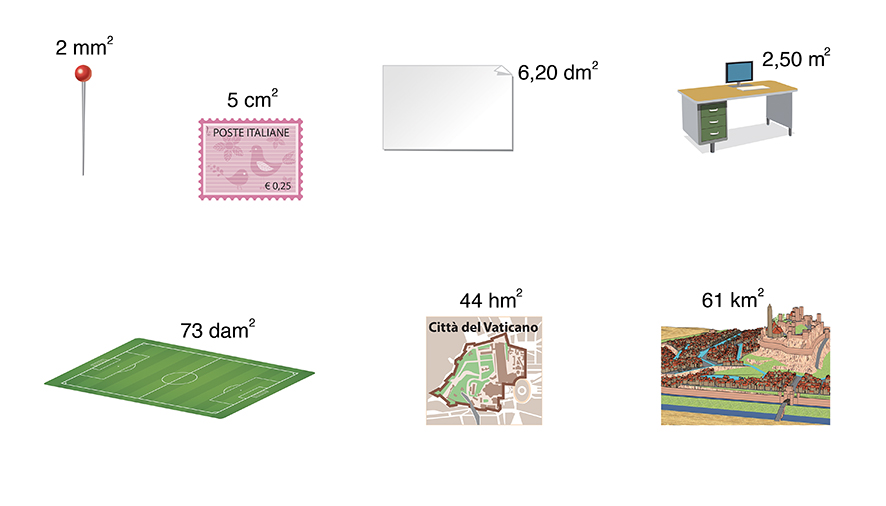 2 mm²
5 cm²
POSTE ITALIANE
€ 0,25
6,20 dm²
2,50 m²
73 dam²
44 hm²
Città del Vaticano
61 km²